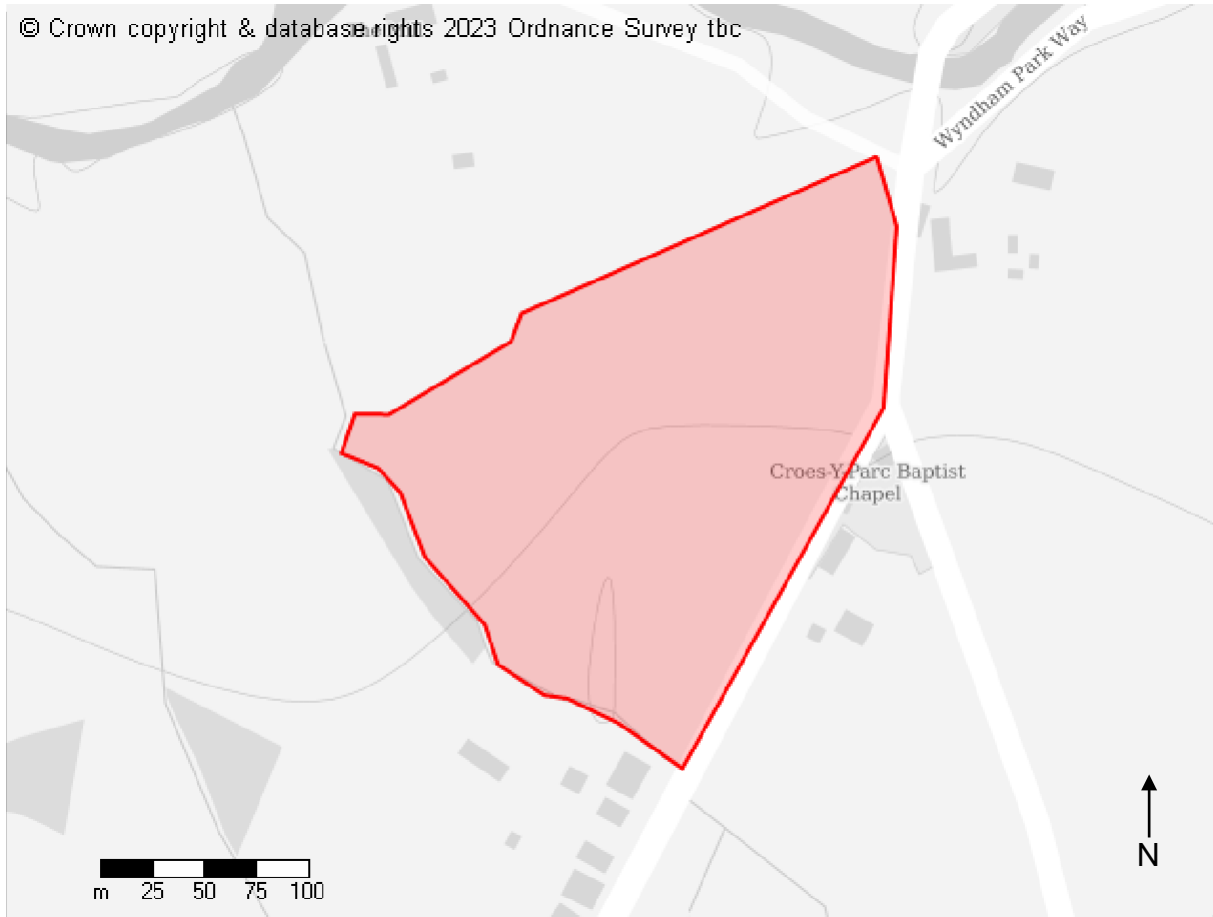 © Crown copyright & database rights 2023 Ordnance Survey tbc
Wyndham Park Way
Croes-Y-Parc Baptist
Chapel
m 25 50 75 100
N